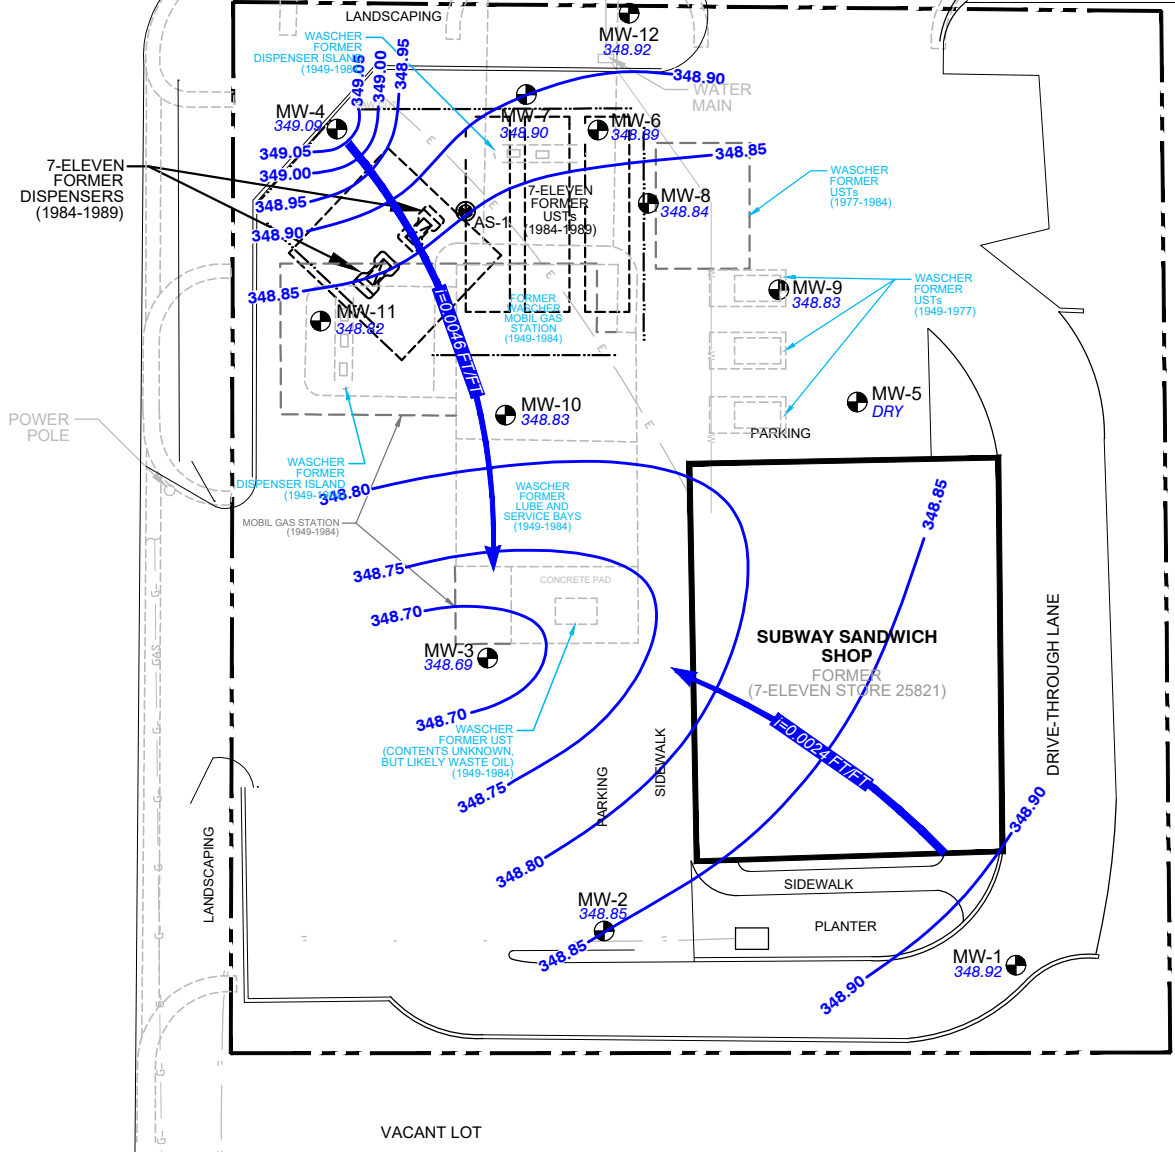 LANDSCAPING
MW-12
348.92
WASCHER
FORMER
DISPENSER ISLAND
349.05
349.00
348.95
348.90
WATER
MAIN
MW-4
349.09
MW-7
348.90
MW-6
348.89
349.05
349.00
348.95
348.90
348.85
348.85
7-ELEVEN
FORMER
DISPENSERS
(1984-1989)
WASCHER
FORMER
USTs
(1977-1984)
7-ELEVEN
FORMER
USTs
(1984-1989)
MW-8
348.84
AS-1
E
E
E
E
MW-9
348.83
WASCHER
FORMER
USTs
(1949-1977)
MW-11
348.82
FORMER
WASCHER
MOBIL GAS
STATION
(1949-1984)
I=0.0046 FT/FT
W
W
MW-10
348.83
MW-5
DRY
PARKING
POWER
POLE
WASCHER
FORMER
DISPENSER ISLAND
348.80
MOBIL GAS STATION
(1949-1984)
WASCHER
FORMER
LUBE AND
SERVICE BAYS
(1949-1984)
348.85
348.75
CONCRETE PAD
348.70
MW-3
348.69
SUBWAY SANDWICH
SHOP
FORMER
(7-ELEVEN STORE 25821)
DRIVE-THROUGH LANE
GAS
G
G
G
G
G
G
G
348.70
WASCHER
FORMER UST
(CONTENTS UNKNOWN,
BUT LIKELY WASTE OIL)
(1949-1984)
I=0.0024 FT/FT
SIDEWALK
PARKING
348.75
348.90
348.80
LANDSCAPING
SIDEWALK
PLANTER
MW-2
348.85
348.85
MW-1
348.92
348.90
VACANT LOT